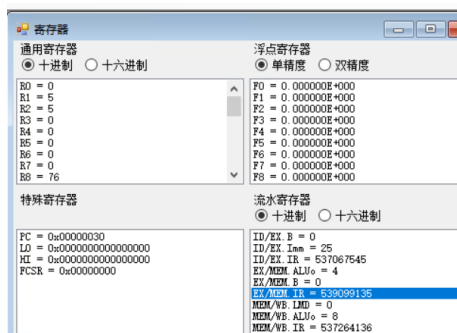 寄存器
通用寄存器
十进制 十六进制
R0 = 0
R1 = 5
R2 = 5
R3 = 0
R4 = 0
R5 = 0
R6 = 0
R7 = 0
R8 = 76
浮点寄存器
单精度 双精度
F0 = 0.000000E+000
F1 = 0.000000E+000
F2 = 0.000000E+000
F3 = 0.000000E+000
F4 = 0.000000E+000
F5 = 0.000000E+000
F6 = 0.000000E+000
F7 = 0.000000E+000
F8 = 0.000000E+000
特殊寄存器
PC = 0x00000030
LO = 0x0000000000000000
HI = 0x0000000000000000
FCSR = 0x00000000
流水寄存器
十进制 十六进制
ID/EX.B = 0
ID/EX.Imm = 25
ID/EX.IR = 537067545
EX/MEM.ALUo = 4
EX/MEM.B = 0
EX/MEM.IR = 539099135
MEM/WB.LMD = 0
MEM/WB.ALUo = 8
MEM/WB.IR = 537264136